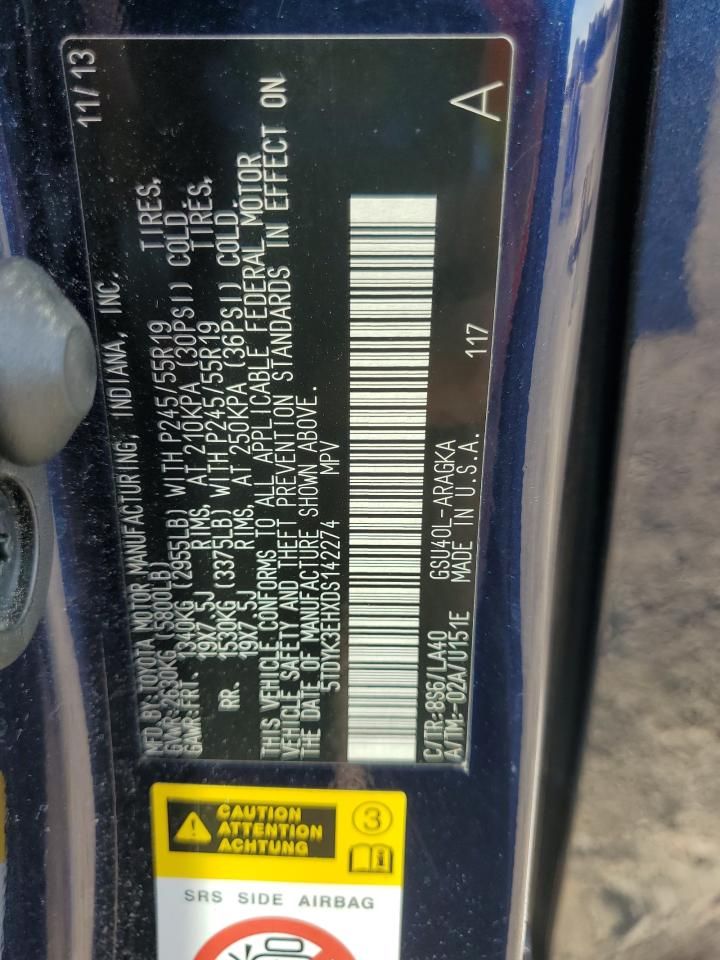 MFD. BY: TOYOTA MOTOR MANUFACTURING, INDIANA, INC. 11/13
GVWR: 2630KG (5800LB)
GAWR: FRT. 1340KG (2955LB) WITH P245/55R19 TIRES,
19X7.5J RIMS, AT 210KPA (30PSI) COLD.
RR. 1530KG (3375LB) WITH P245/55R19 TIRES,
19X7.5J RIMS, AT 250KPA (36PSI) COLD.
THIS VEHICLE CONFORMS TO ALL APPLICABLE FEDERAL MOTOR
VEHICLE SAFETY AND THEFT PREVENTION STANDARDS IN EFFECT ON
THE DATE OF MANUFACTURE SHOWN ABOVE.
5TDYK3EHXDS142274 MPV
C/TR: 8S6/LA40 GSU40L-ARAGKA 117
A/TM: -02A/U151E MADE IN U.S.A. A
CAUTION
ATTENTION
ACHTUNG
3
SRS SIDE AIRBAG